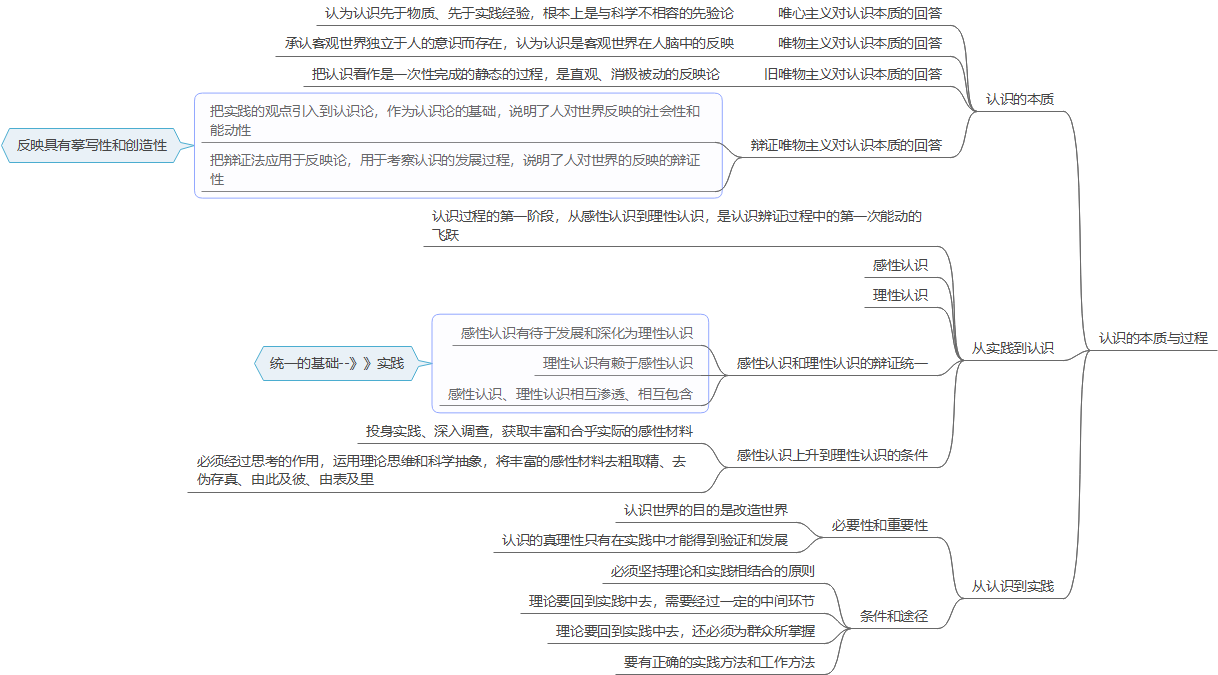 认为认识先于物质、先于实践经验，根本上是与科学不相容的先验论
唯心主义对认识本质的回答
承认客观世界独立于人的意识而存在，认为认识是客观世界在人脑中的反映
唯物主义对认识本质的回答
把认识看作是一次性完成的静态的过程，是直观、消极被动的反映论
旧唯物主义对认识本质的回答
认识的本质
把实践的观点引入到认识论，作为认识论的基础，说明了人对世界反映的社会性和
能动性
反映具有摹写性和创造性
辩证唯物主义对认识本质的回答
把辩证法应用于反映论，用于考察认识的发展过程，说明了人对世界的反映的辩证
性
认识过程的第一阶段，从感性认识到理性认识，是认识辨证过程中的第一次能动的
飞跃
感性认识
理性认识
认识的本质与过程
从实践到认识
感性认识有待于发展和深化为理性认识
统一的基础--》》实践
理性认识有赖于感性认识
感性认识和理性认识的辩证统一
感性认识、理性认识相互渗透、相互包含
投身实践、深入调查，获取丰富和合乎实际的感性材料
感性认识上升到理性认识的条件
必须经过思考的作用，运用理论思维和科学抽象，将丰富的感性材料去粗取精、去
伪存真、由此及彼、由表及里
认识世界的目的是改造世界
必要性和重要性
认识的真理性只有在实践中才能得到验证和发展
必须坚持理论和实践相结合的原则
从认识到实践
理论要回到实践中去，需要经过一定的中间环节
条件和途径
理论要回到实践中去，还必须为群众所掌握
要有正确的实践方法和工作方法